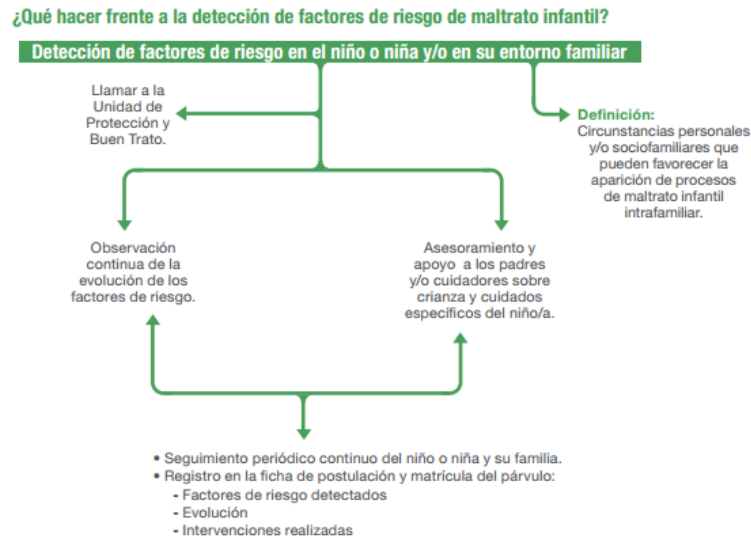 ¿Qué hacer frente a la detección de factores de riesgo de maltrato infantil?
Detección de factores de riesgo en el niño o niña y/o en su entorno familiar
Llamar a la
Unidad de
Protección y
Buen Trato.
Definición:
Circunstancias personales
y/o sociofamiliares que
pueden favorecer la
aparición de procesos
de maltrato infantil
intrafamiliar.
Observación
continua de la
evolución de los
factores de riesgo.
Asesoramiento y
apoyo a los padres
y/o cuidadores sobre
crianza y cuidados
específicos del niño/a.
• Seguimiento periódico continuo del niño o niña y su familia.
• Registro en la ficha de postulación y matrícula del párvulo:
- Factores de riesgo detectados
- Evolución
- Intervenciones realizadas